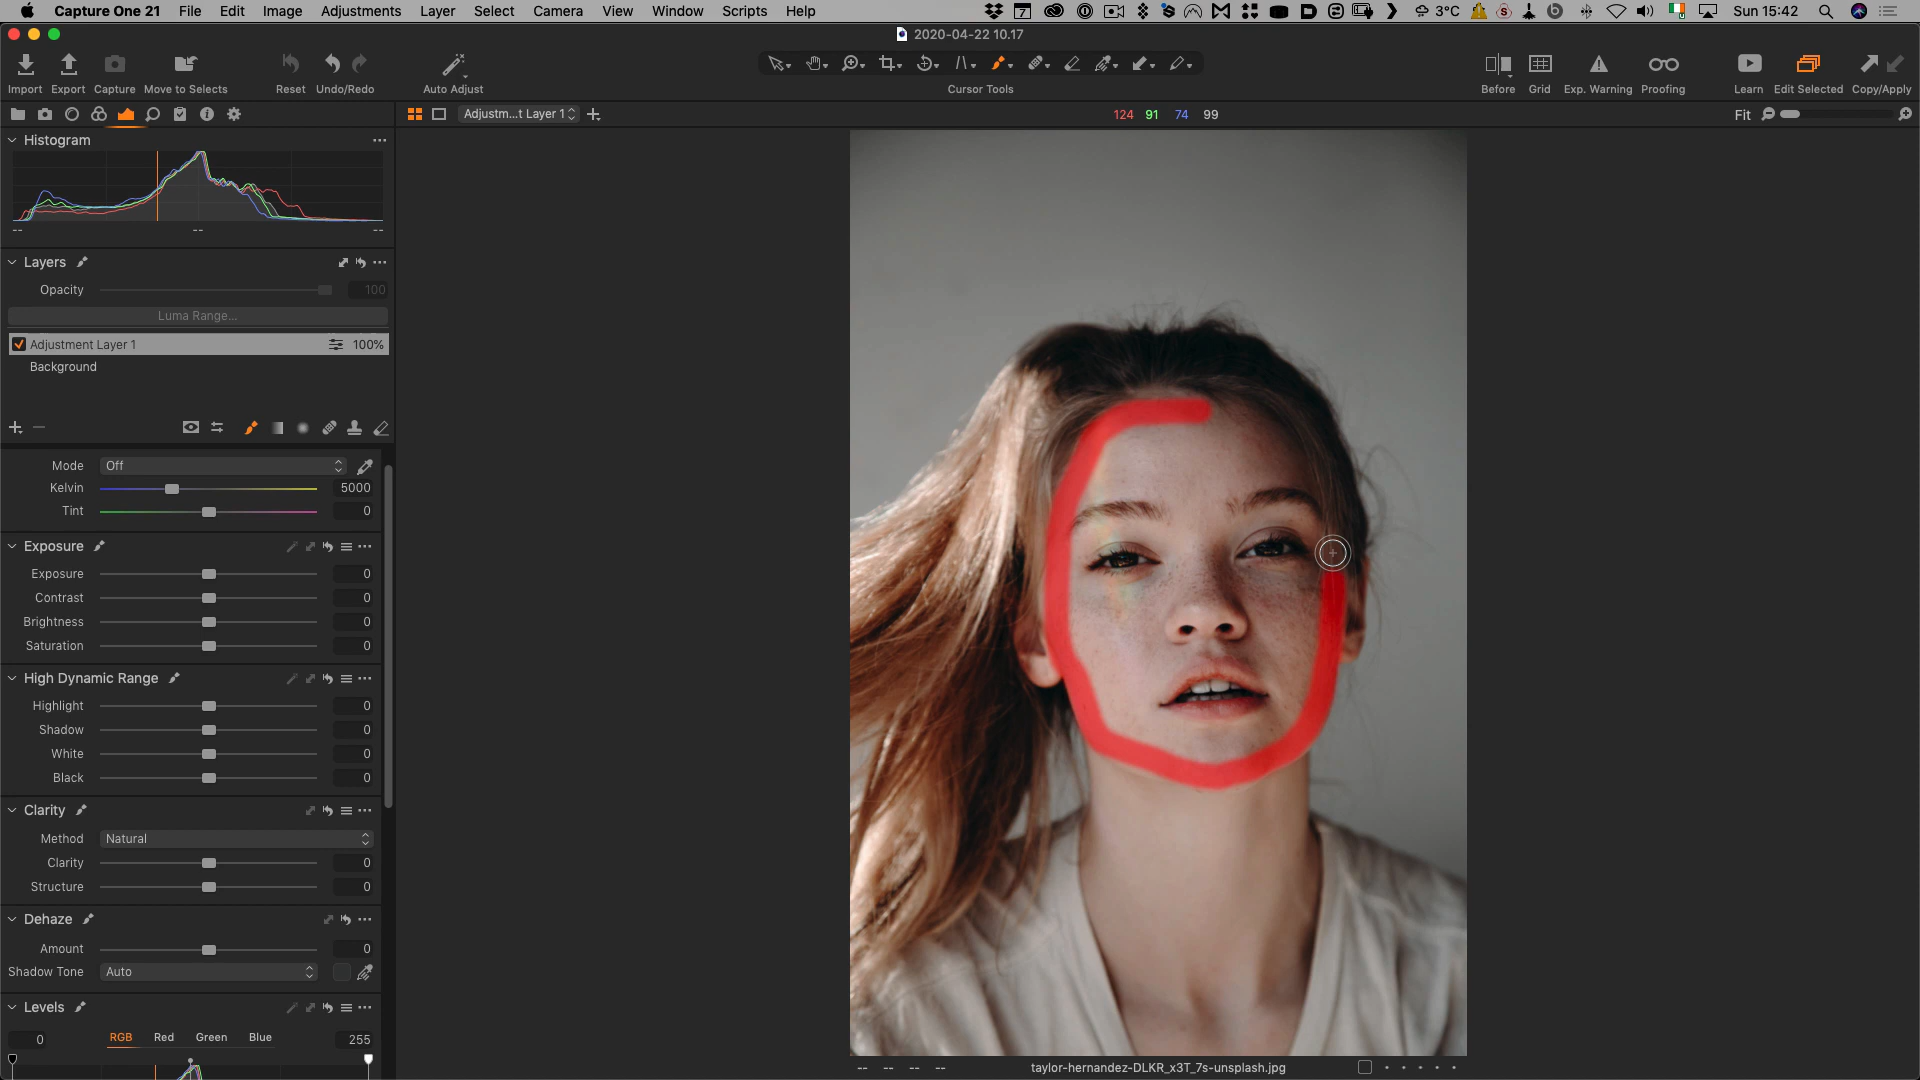 Capture One 21 File Edit Image Adjustments Layer Select Camera View Window Scripts Help 7 3°C Sun 15:42
2020-04-22 10.17
Import Export Capture Move to Selects Reset Undo/Redo Auto Adjust Cursor Tools Before Grid Exp. Warning Proofing Learn Edit Selected Copy/Apply
Adjustm...t Layer 1 124 91 74 99 Fit
Histogram
-- -- --
Layers
Opacity 100
Luma Range...
Adjustment Layer 1 100%
Background
Mode Off
Kelvin 5000
Tint 0
Exposure
Exposure 0
Contrast 0
Brightness 0
Saturation 0
High Dynamic Range
Highlight 0
Shadow 0
White 0
Black 0
Clarity
Method Natural
Clarity 0
Structure 0
Dehaze
Amount 0
Shadow Tone Auto
Levels
0 RGB Red Green Blue 255
-- -- -- -- taylor-hernandez-DLKR_x3T_7s-unsplash.jpg